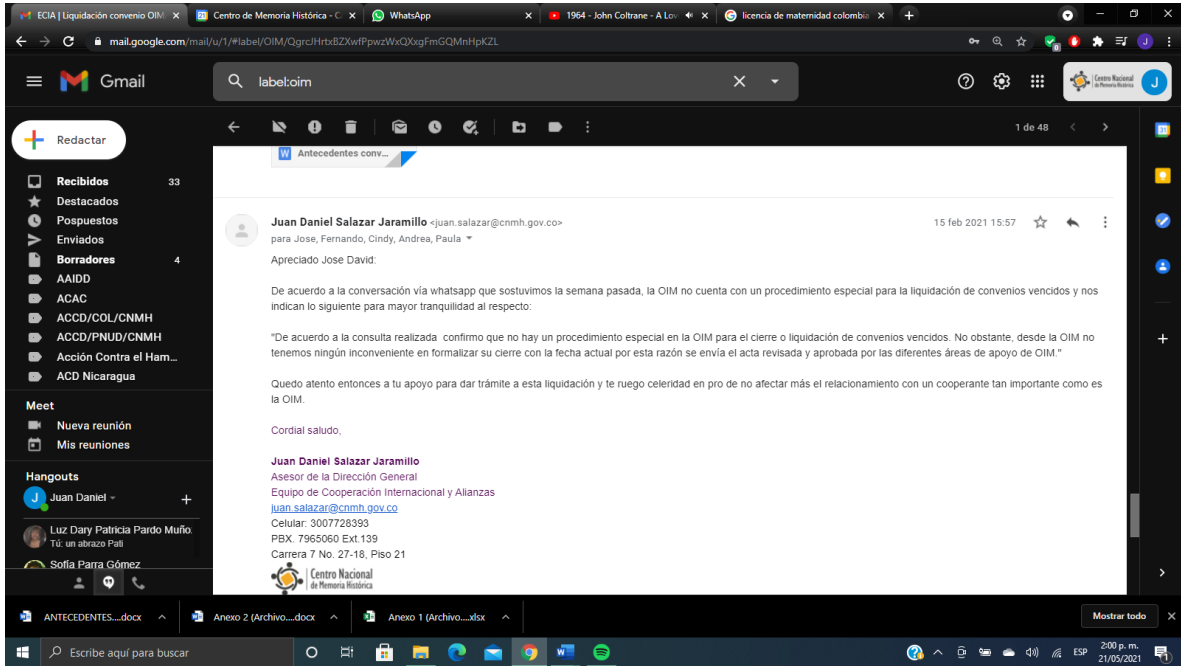 ECIA | Liquidación convenio OIM
Centro de Memoria Histórica - C
WhatsApp
1964 - John Coltrane - A Lov
licencia de maternidad colombia
mail.google.com/mail/u/1/#label/OIM/QgrcJHrtxBZXwfPpwzWxQXxgFmGQMnHpKZL
Gmail
label:oim
Centro Nacional
de Memoria Histórica
J
Redactar
1 de 48
Recibidos 33
Destacados
Pospuestos
Enviados
Borradores 4
AAIDD
ACAC
ACCD/COL/CNMH
ACCD/PNUD/CNMH
Acción Contra el Ham...
ACD Nicaragua
Meet
Nueva reunión
Mis reuniones
Hangouts
J Juan Daniel
Luz Dary Patricia Pardo Muño.
Tú: un abrazo Pati
Sofía Parra Gómez
W Antecedentes conv...
Juan Daniel Salazar Jaramillo <juan.salazar@cnmh.gov.co>
15 feb 2021 15:57
para Jose, Fernando, Cindy, Andrea, Paula
Apreciado Jose David:
De acuerdo a la conversación vía whatsapp que sostuvimos la semana pasada, la OIM no cuenta con un procedimiento especial para la liquidación de convenios vencidos y nos
indican lo siguiente para mayor tranquilidad al respecto:
"De acuerdo a la consulta realizada confirmo que no hay un procedimiento especial en la OIM para el cierre o liquidación de convenios vencidos. No obstante, desde la OIM no
tenemos ningún inconveniente en formalizar su cierre con la fecha actual por esta razón se envía el acta revisada y aprobada por las diferentes áreas de apoyo de OIM."
Quedo atento entonces a tu apoyo para dar trámite a esta liquidación y te ruego celeridad en pro de no afectar más el relacionamiento con un cooperante tan importante como es
la OIM.
Cordial saludo,
Juan Daniel Salazar Jaramillo
Asesor de la Dirección General
Equipo de Cooperación Internacional y Alianzas
juan.salazar@cnmh.gov.co
Celular: 3007728393
PBX. 7965060 Ext.139
Carrera 7 No. 27-18, Piso 21
Centro Nacional
de Memoria Histórica
ANTECEDENTES....docx
Anexo 2 (Archivo....docx
Anexo 1 (Archivo....xlsx
Mostrar todo
Escribe aquí para buscar
ESP
2:00 p. m.
21/05/2021